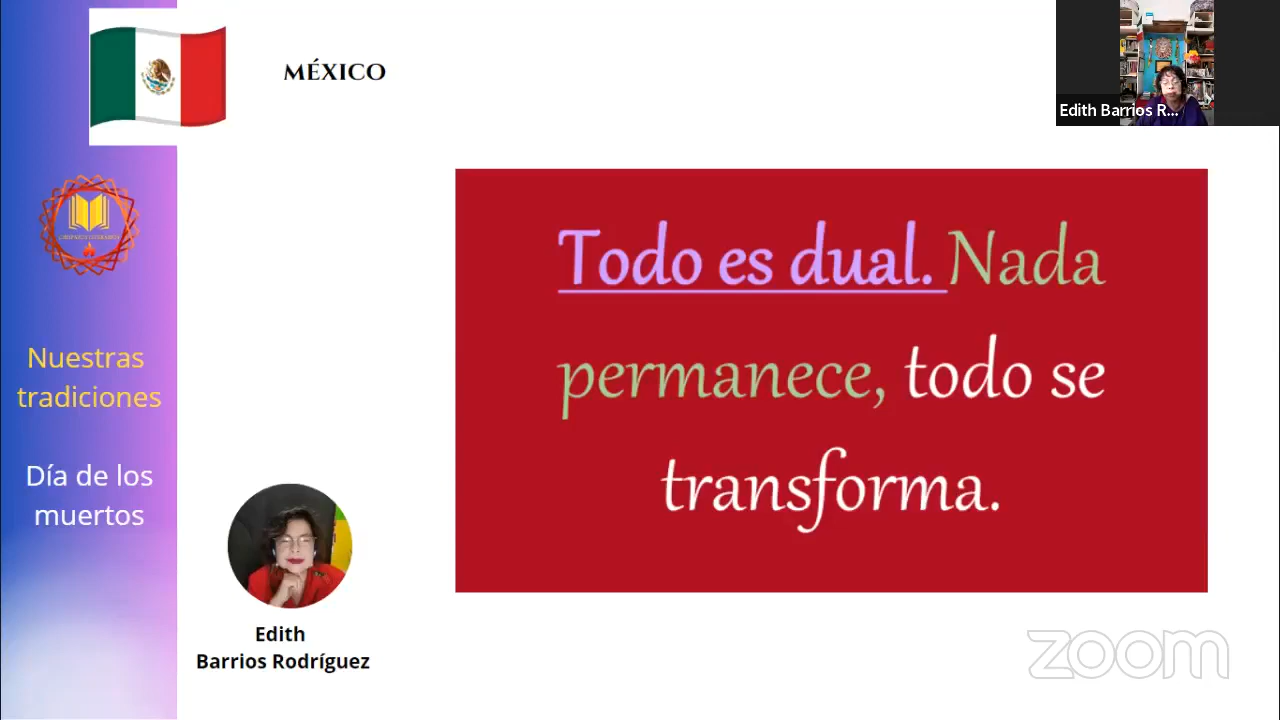 MÉXICO
Edith Barrios R...
Todo es dual. Nada
permanece, todo se
transforma.
Nuestras
tradiciones
Día de los
muertos
Edith
Barrios Rodríguez
zoom